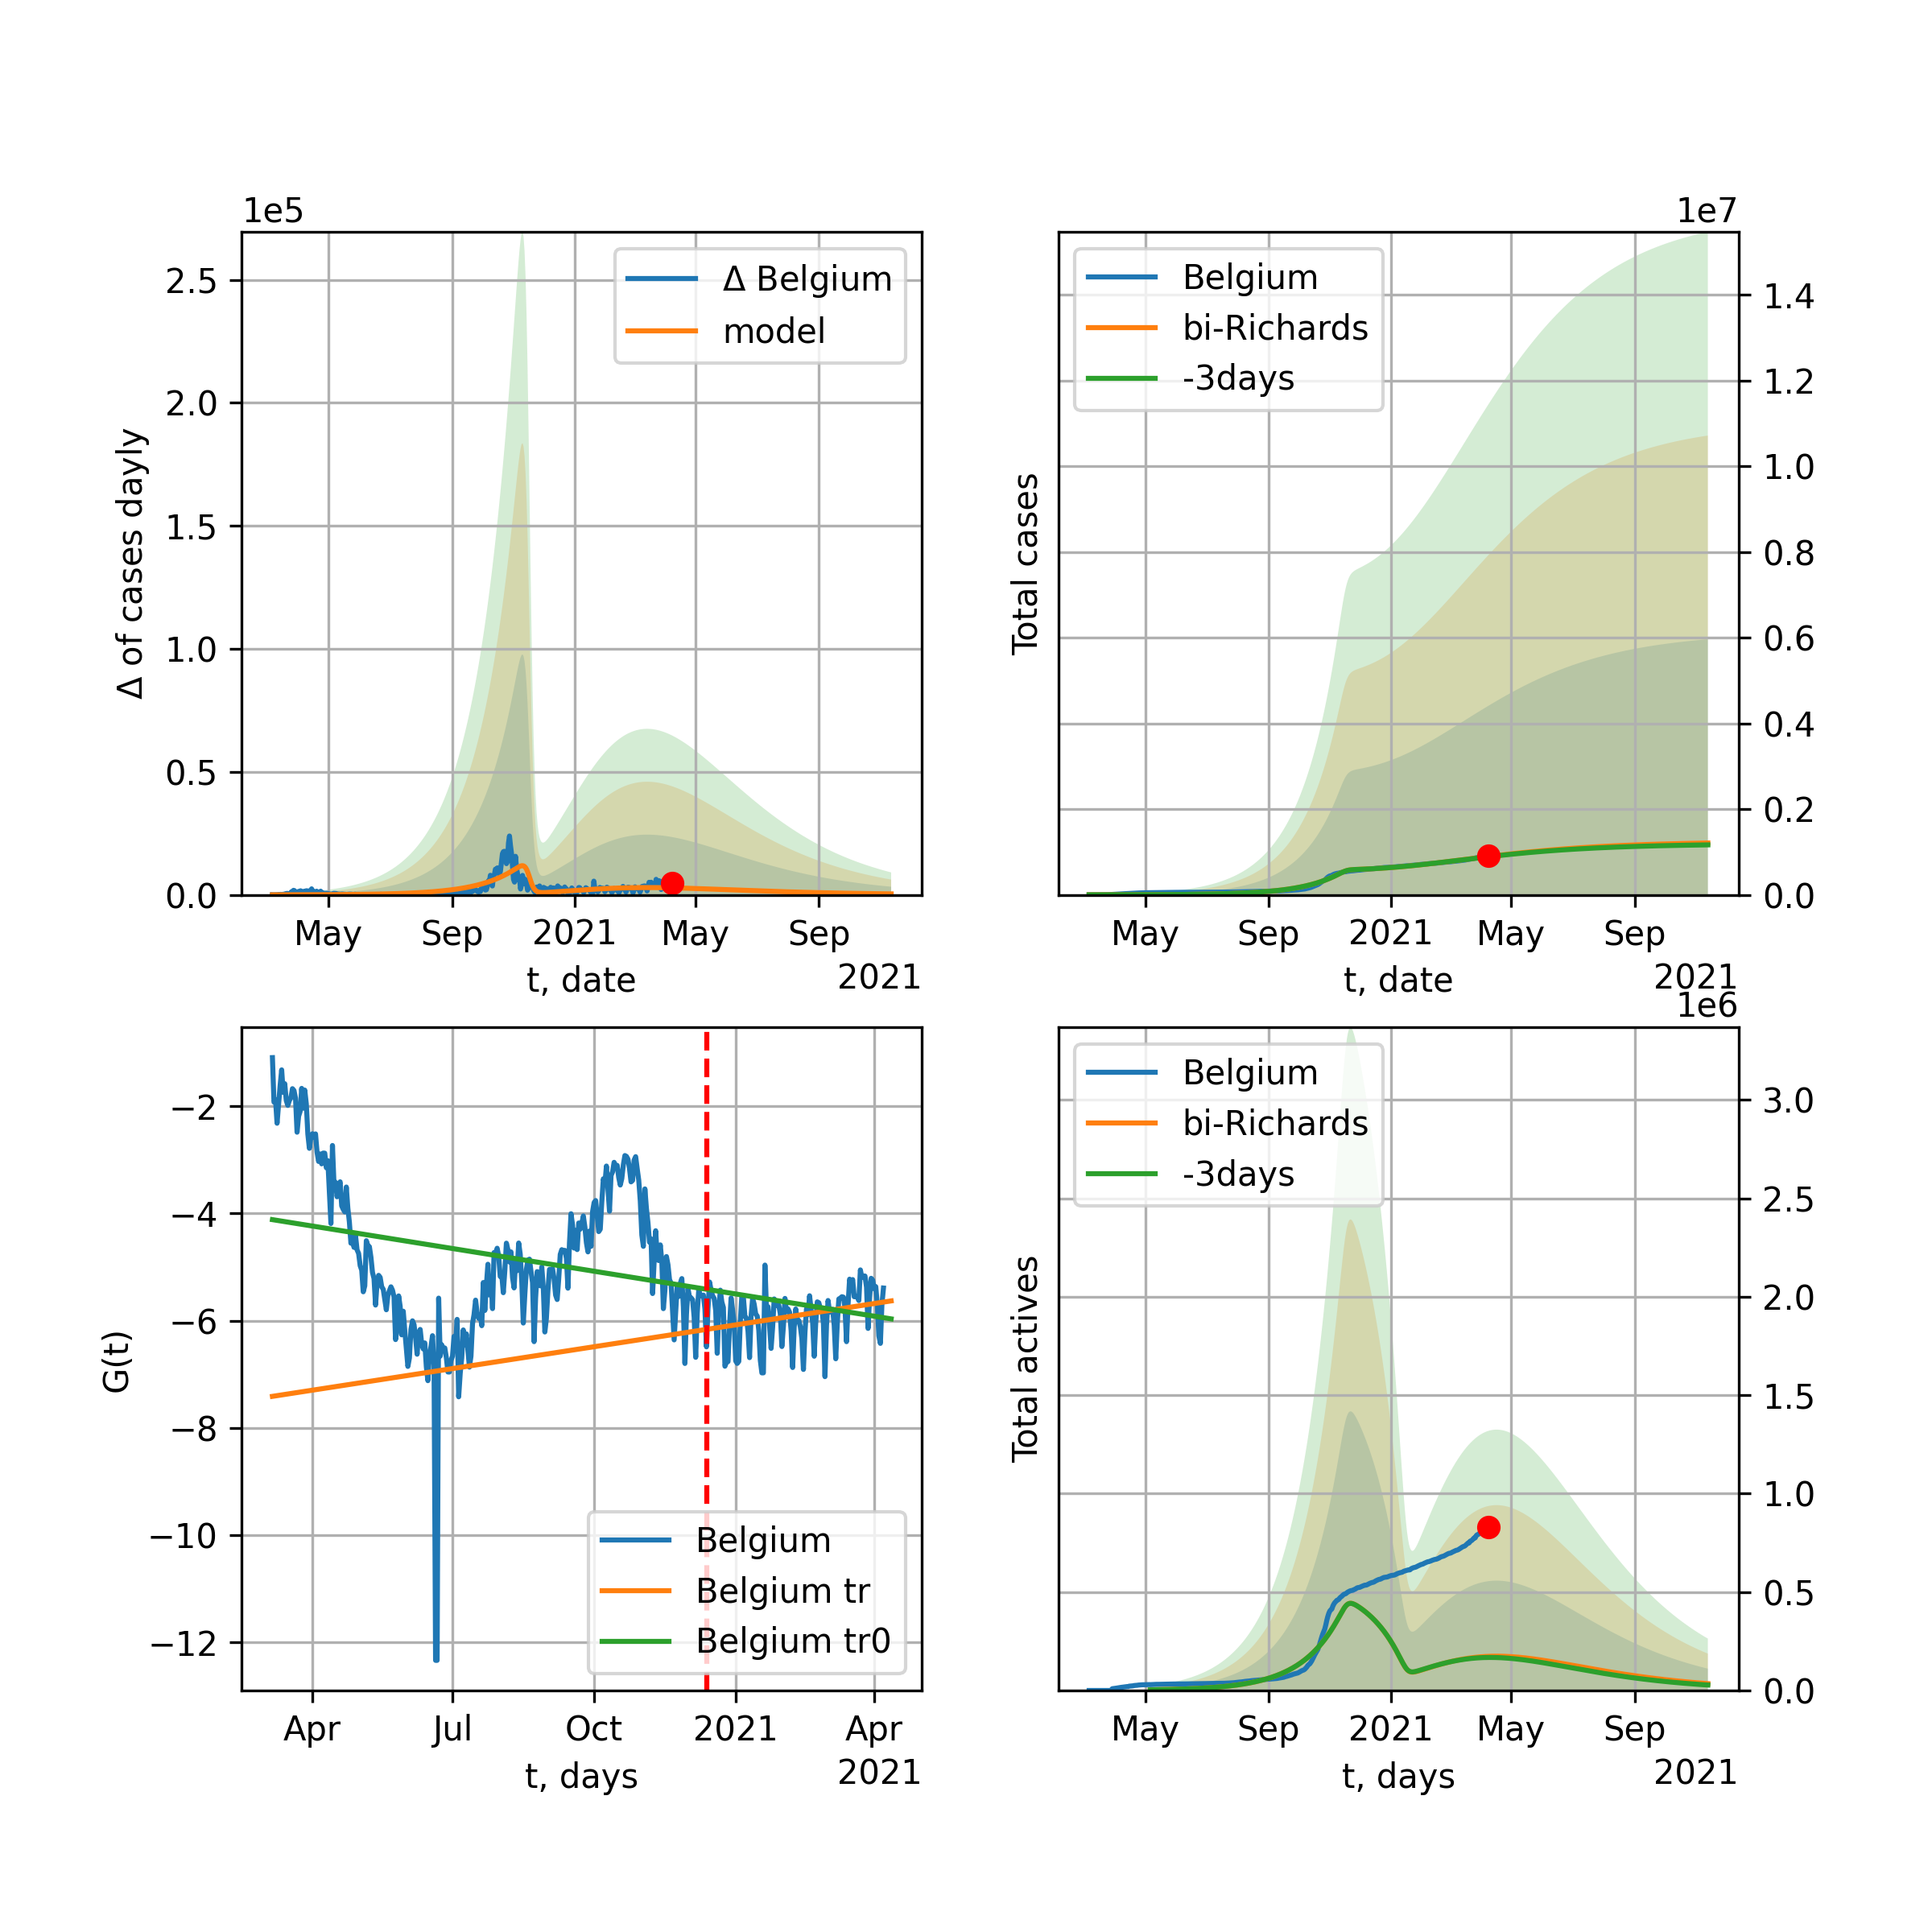 1e5
2.5
2.0
1.5
1.0
0.5
0.0
Δ of cases dayly
Δ Belgium
model
May Sep 2021 May Sep
t, date
2021
1e7
Belgium
bi-Richards
-3days
Total cases
1.4
1.2
1.0
0.8
0.6
0.4
0.2
0.0
May Sep 2021 May Sep
t, date
2021
−2
−4
−6
−8
−10
−12
G(t)
Belgium
Belgium tr
Belgium tr0
Apr Jul Oct 2021 Apr
t, days
2021
1e6
Belgium
bi-Richards
-3days
Total actives
3.0
2.5
2.0
1.5
1.0
0.5
0.0
May Sep 2021 May Sep
t, days
2021